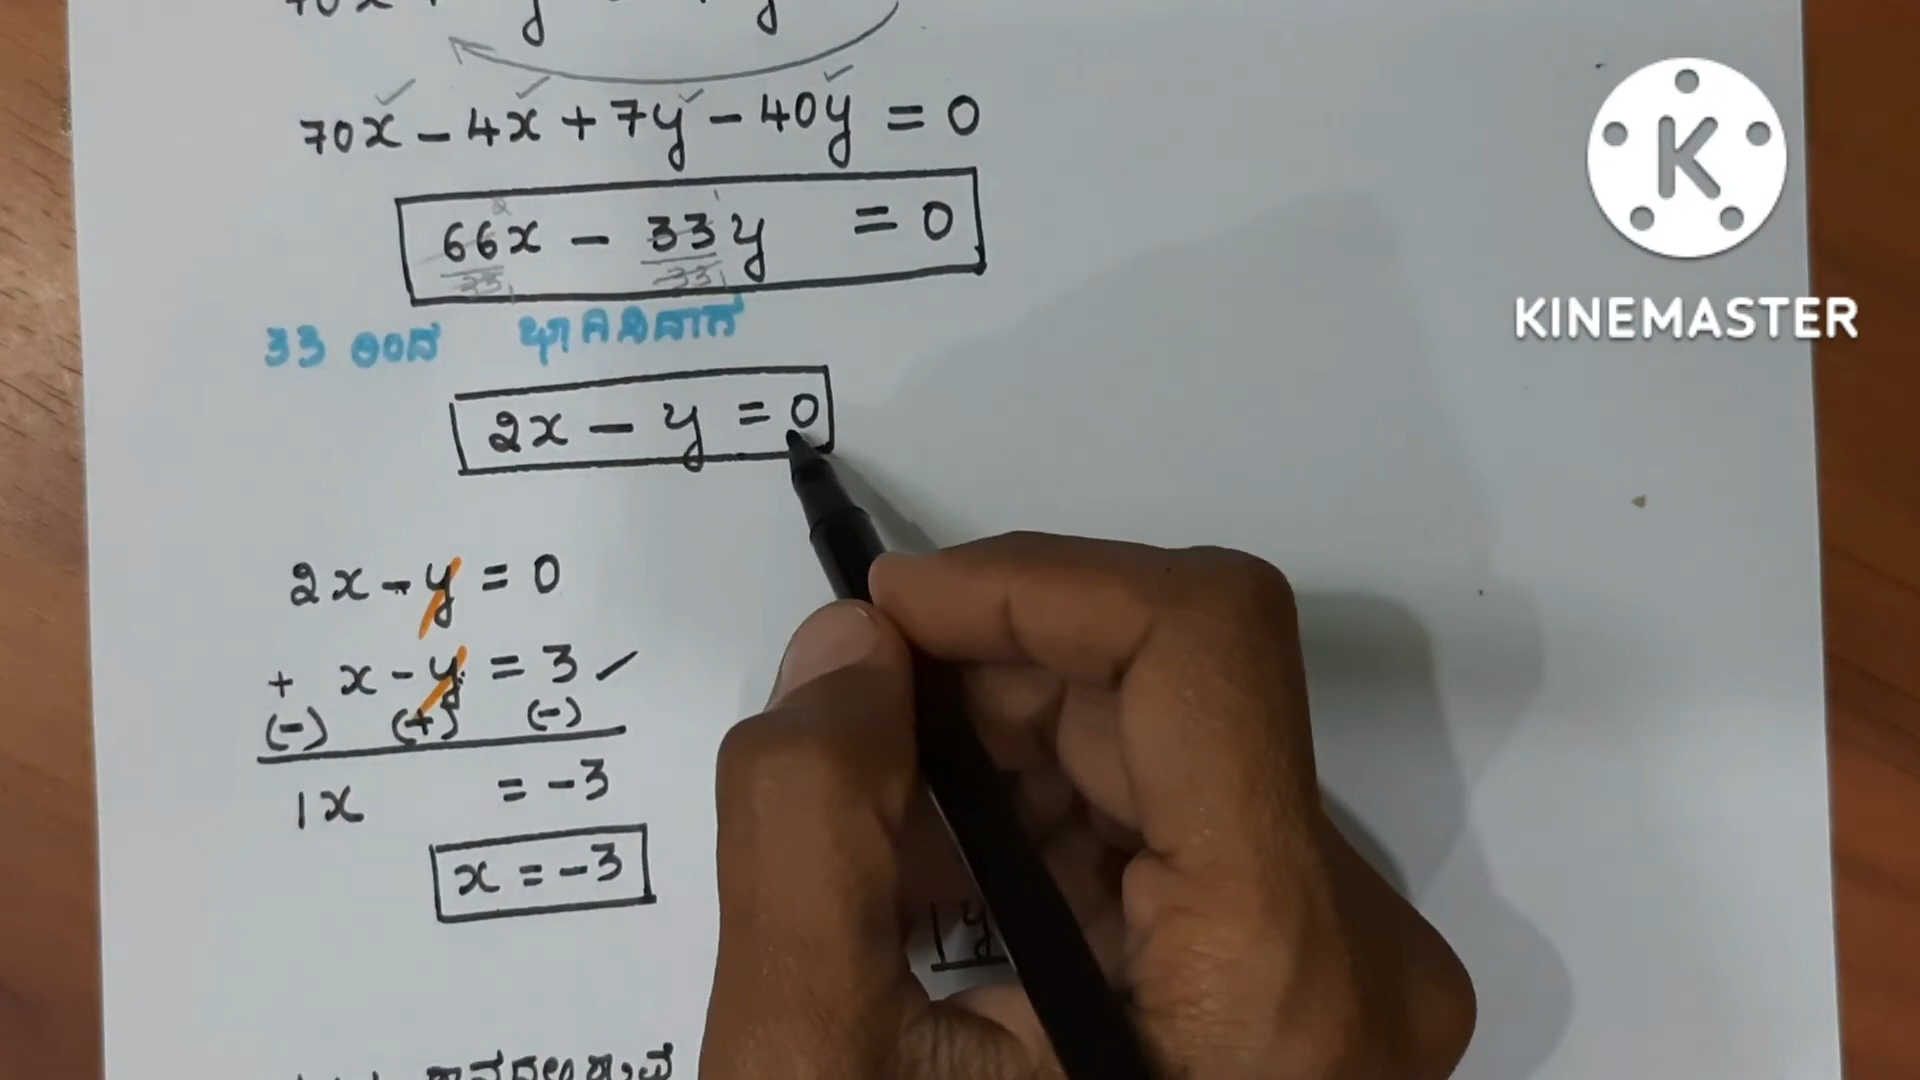 70x - 4x + 7y - 40y = 0
66x - 33y = 0
33 ರಿಂದ ಭಾಗಿಸಿದಾಗ
2x - y = 0
2x - y = 0
+ x - y = 3
(-) (+) (-)
1x = -3
x = -3
y
K
KINEMASTER